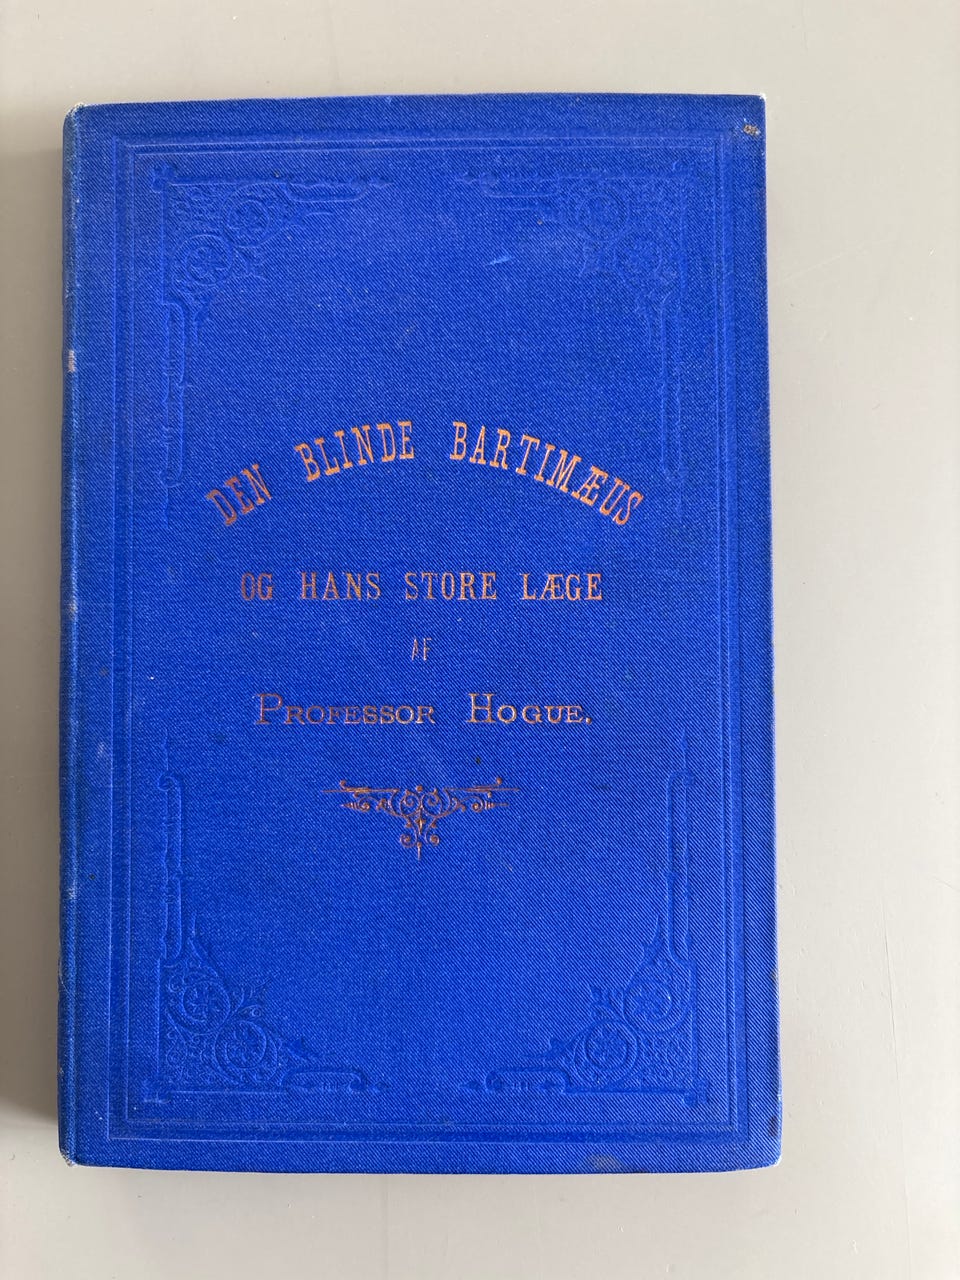 DEN BLINDE BARTIMÆUS
OG HANS STORE LÆGE
AF
PROFESSOR HOGUE.